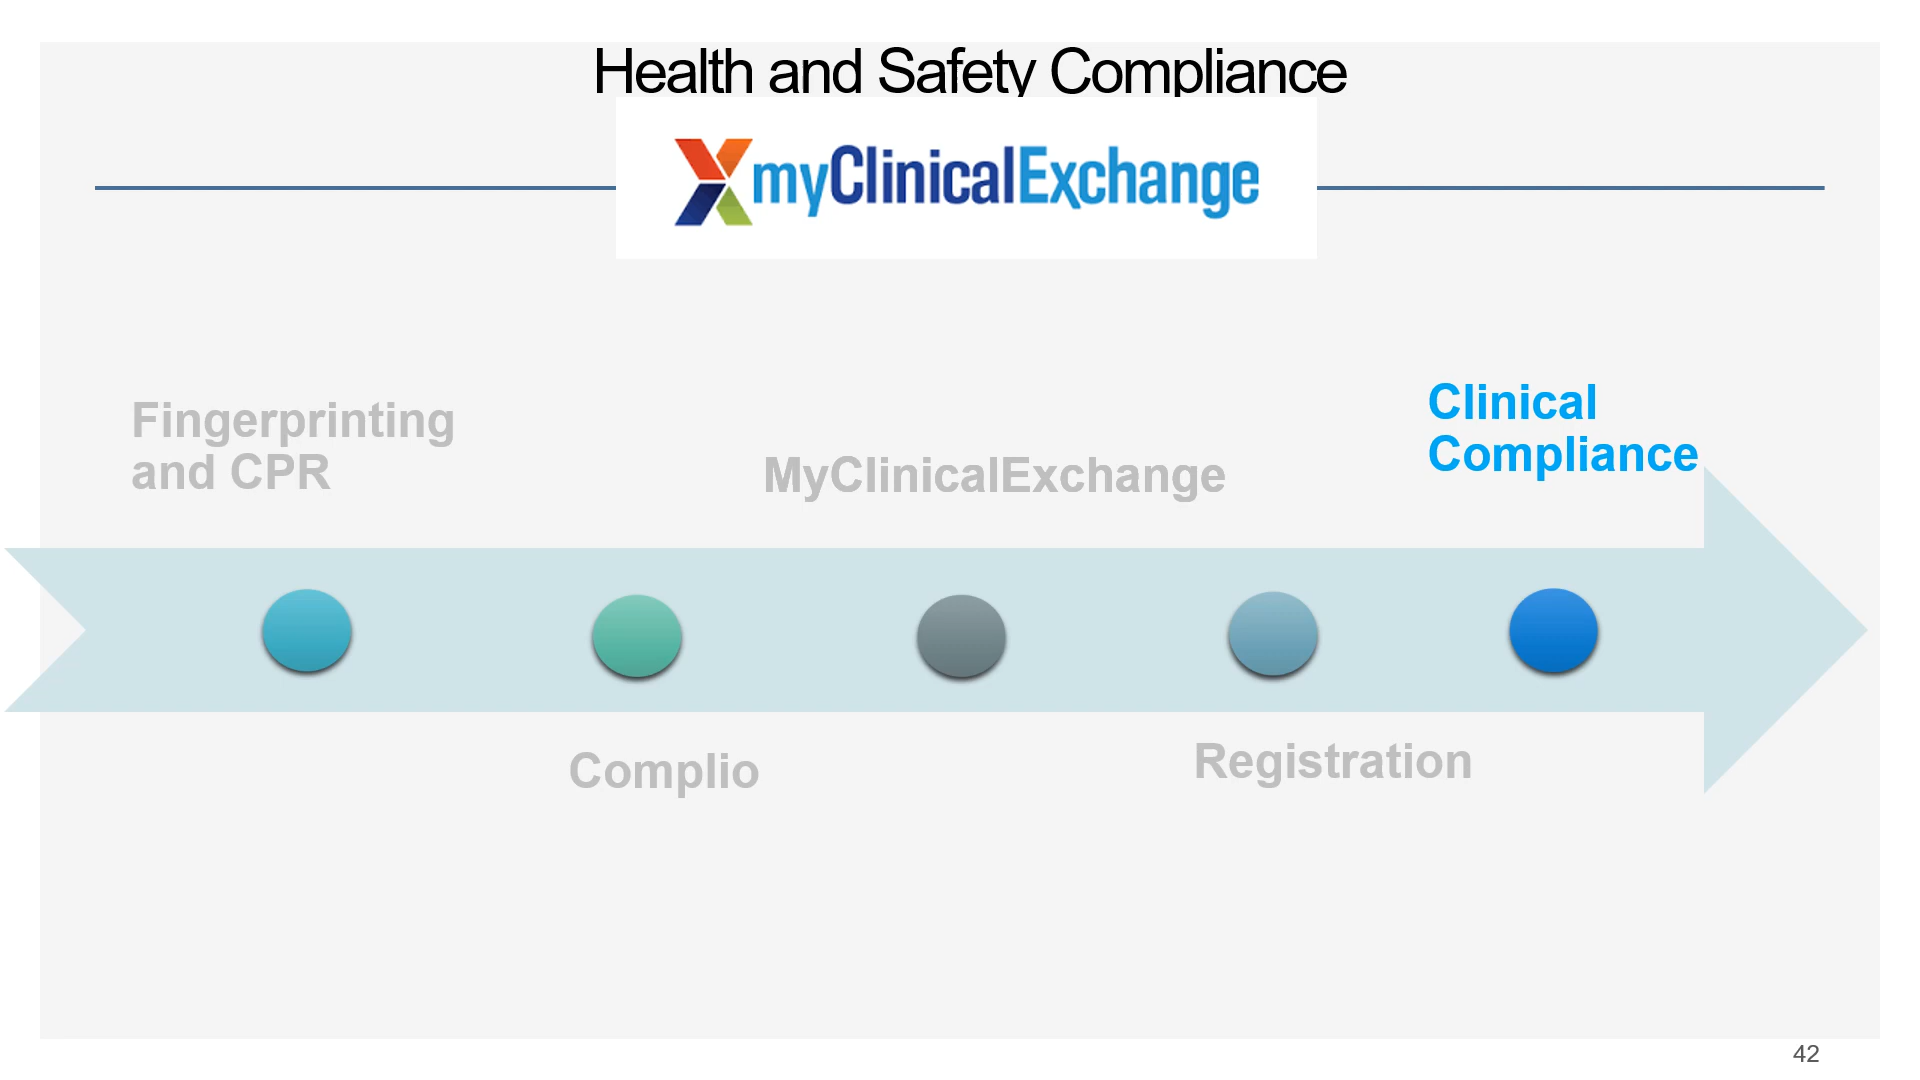 Health and Safety Compliance
myClinicalExchange
Fingerprinting
and CPR
Complio
MyClinicalExchange
Registration
Clinical
Compliance
42